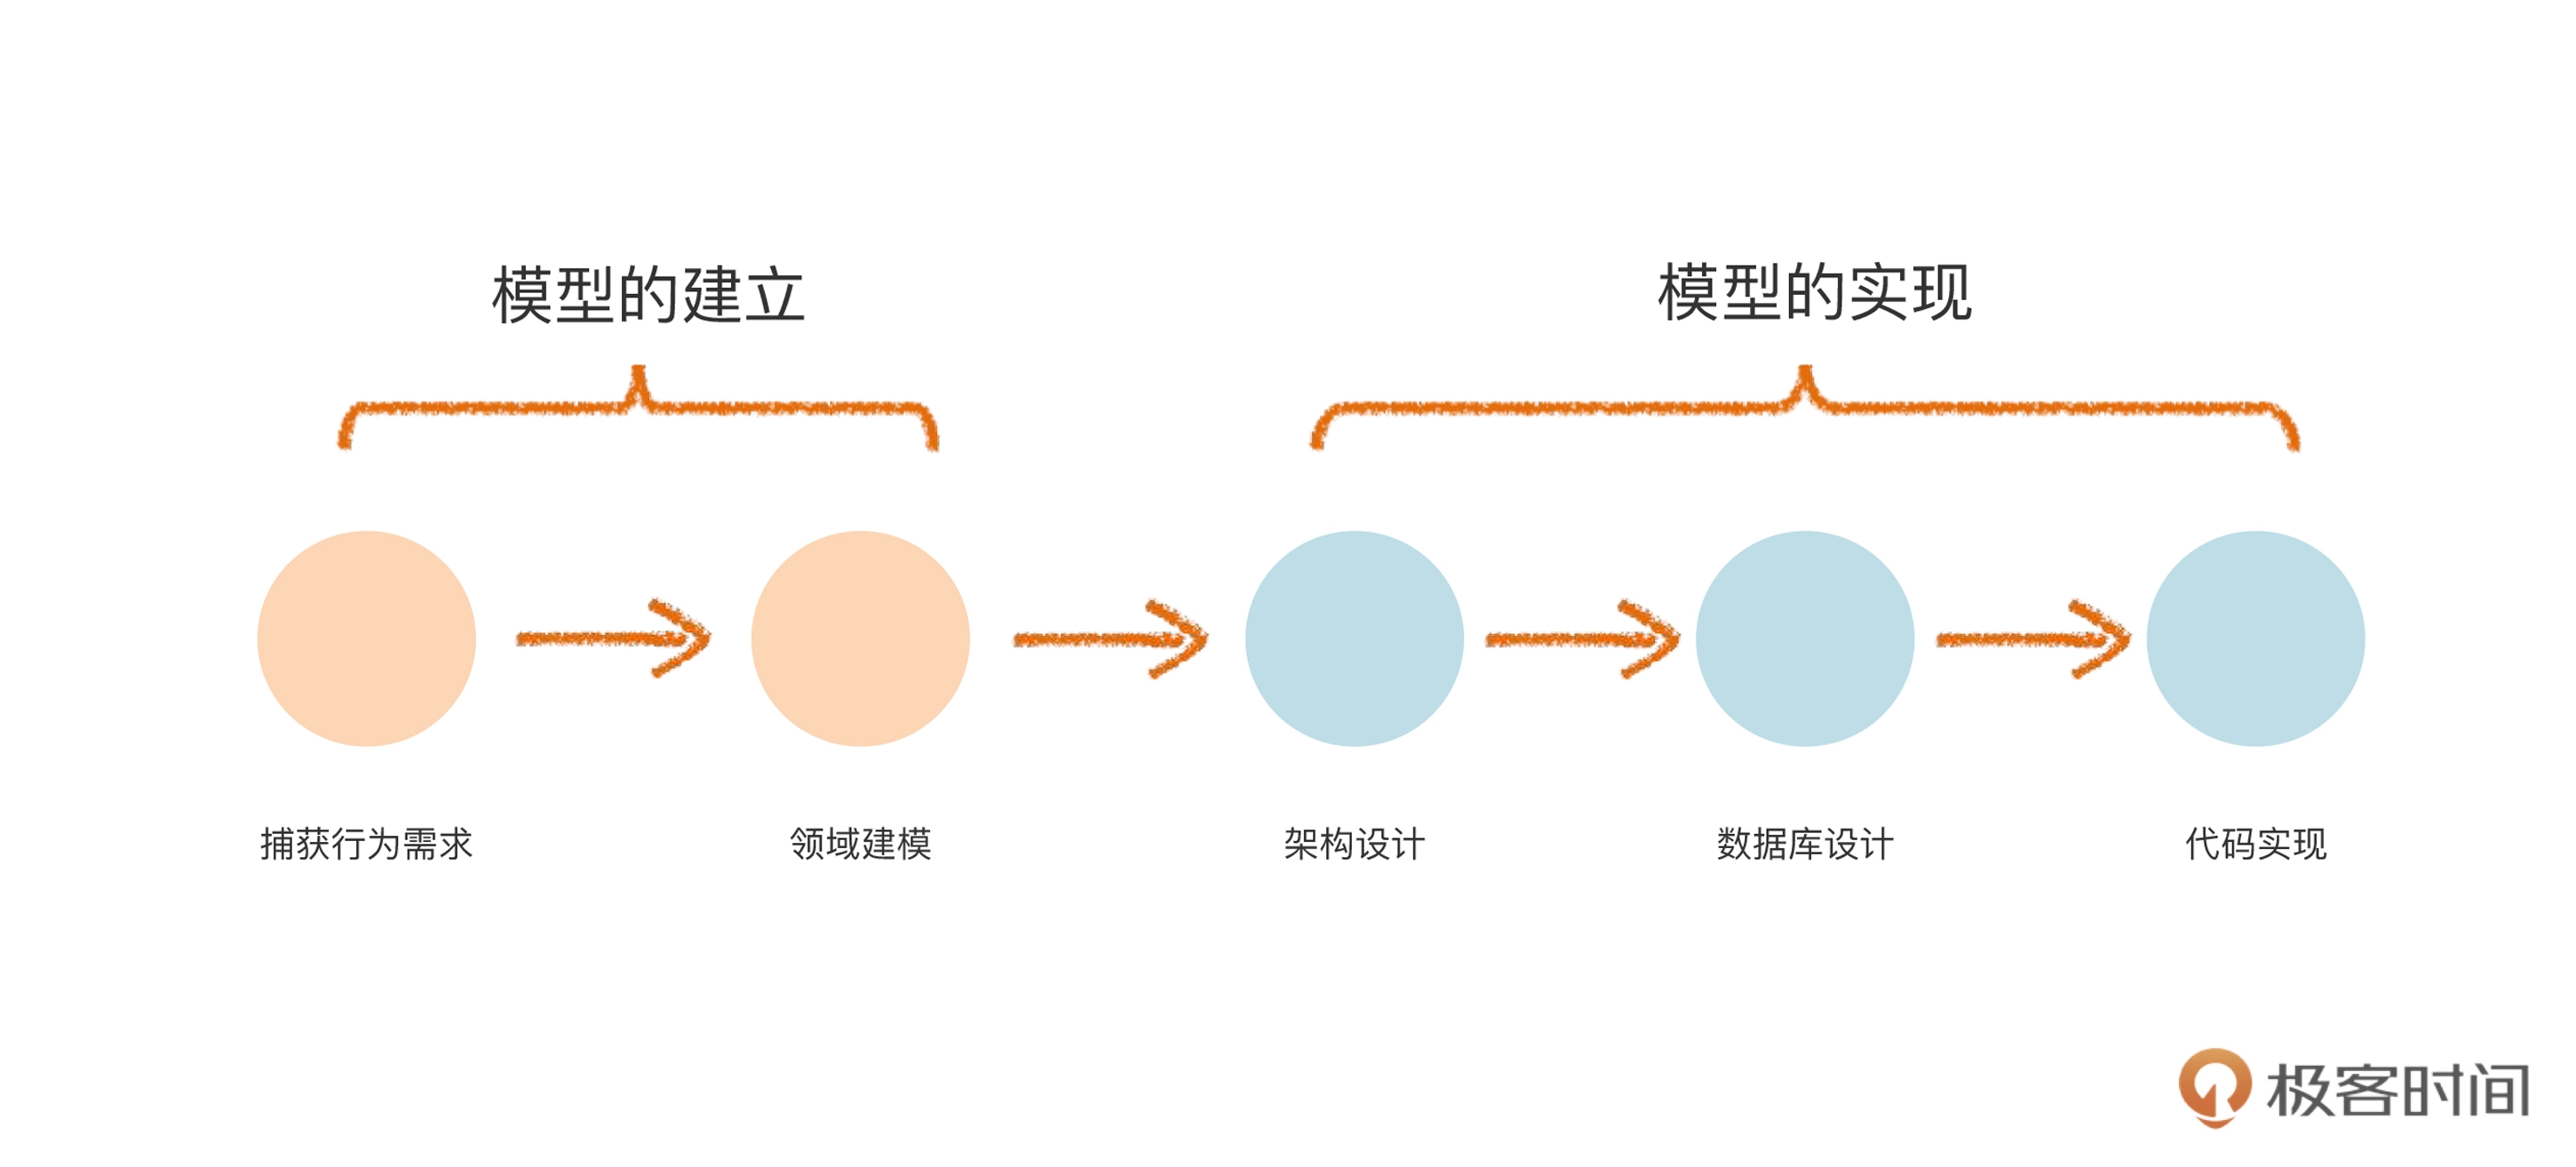 模型的建立
模型的实现
捕获行为需求
领域建模
架构设计
数据库设计
代码实现
极客时间